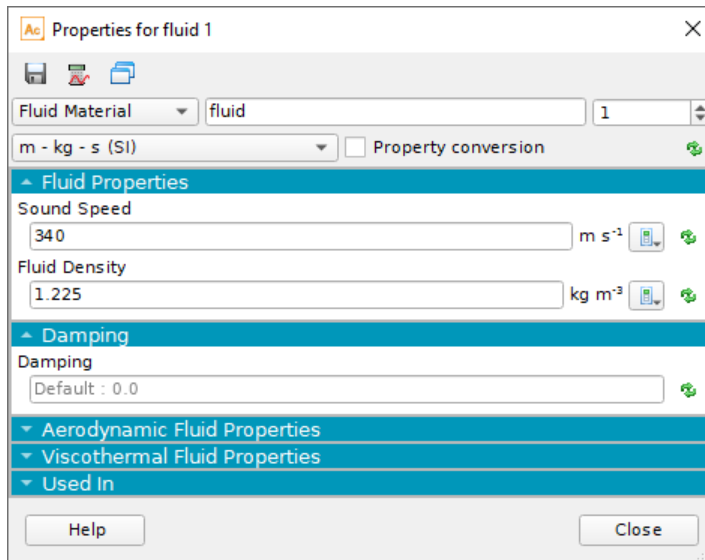 Ac Properties for fluid 1
Fluid Material fluid 1
m - kg - s (SI) Property conversion
Fluid Properties
Sound Speed
340 m s⁻¹
Fluid Density
1.225 kg m⁻³
Damping
Damping
Default : 0.0
Aerodynamic Fluid Properties
Viscothermal Fluid Properties
Used In
Help Close